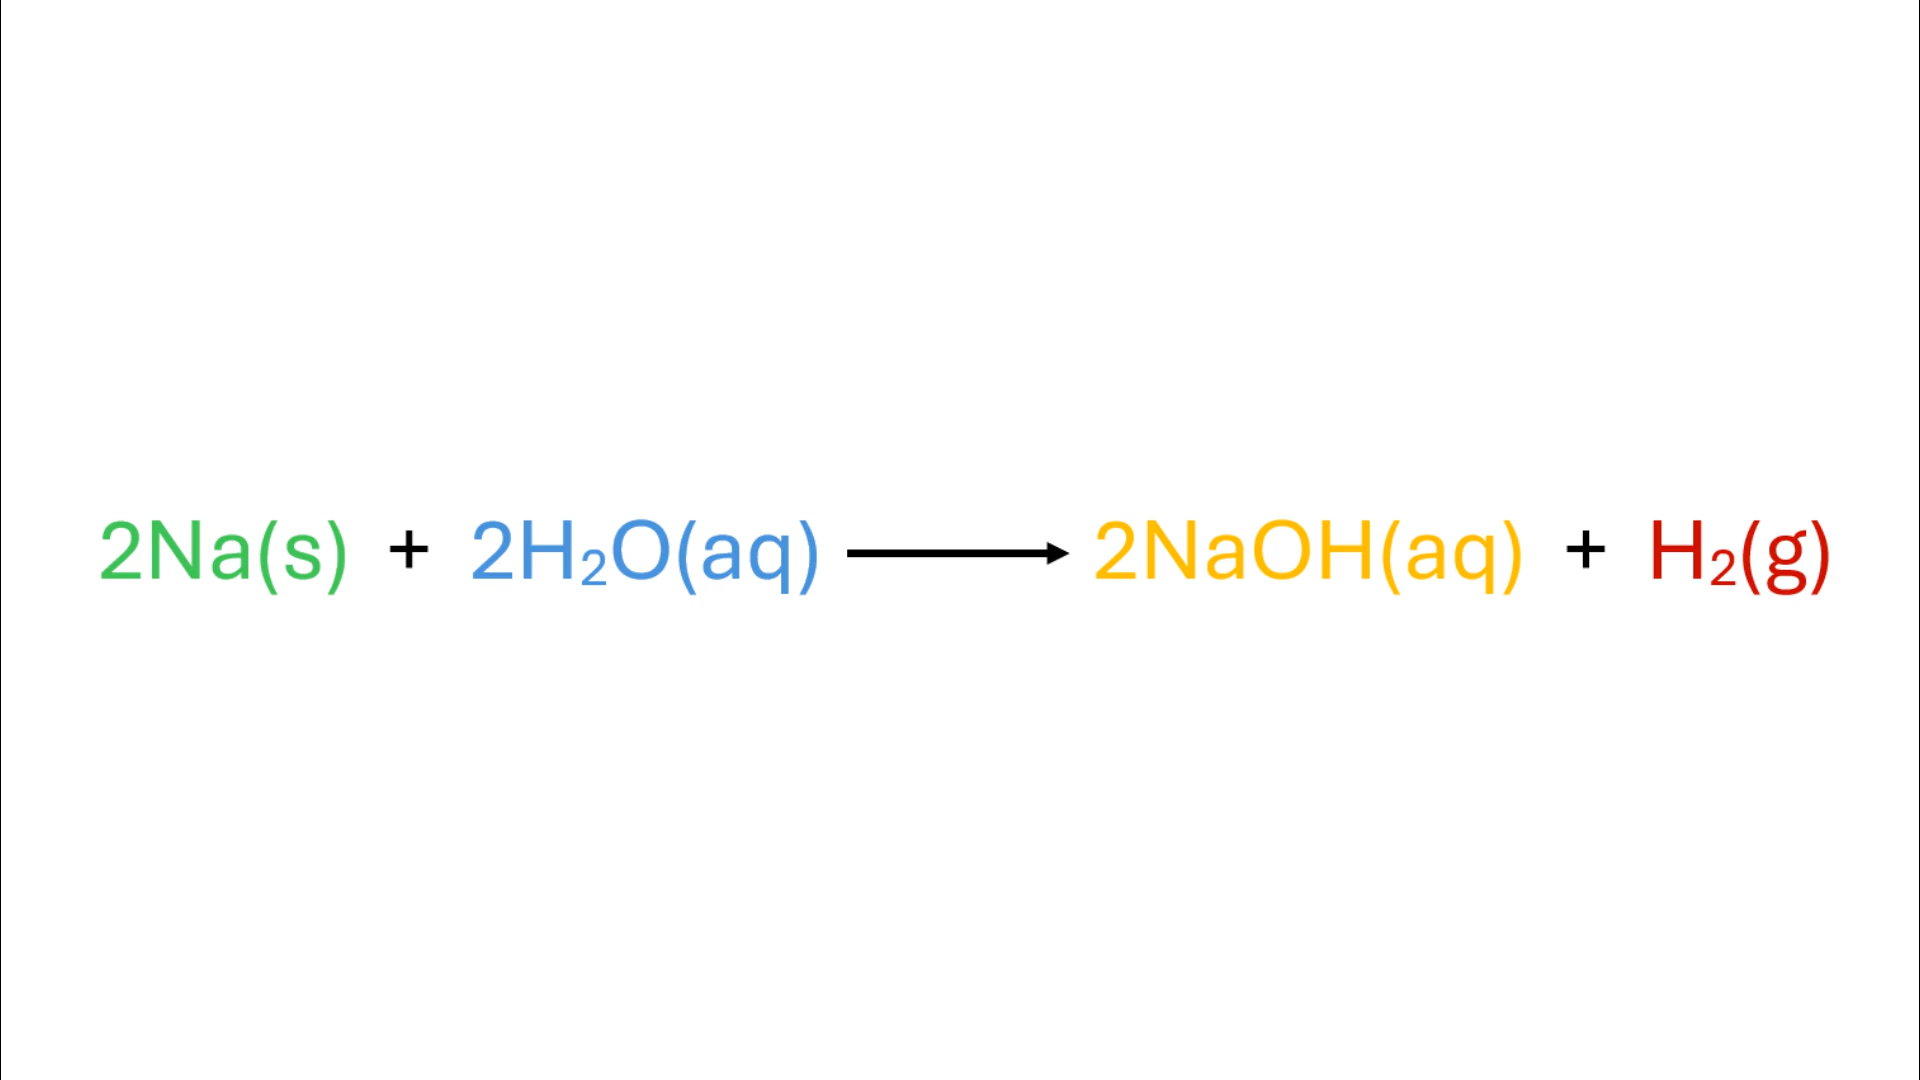 2Na(s) + 2H₂O(aq) ⟶ 2NaOH(aq) + H₂(g)